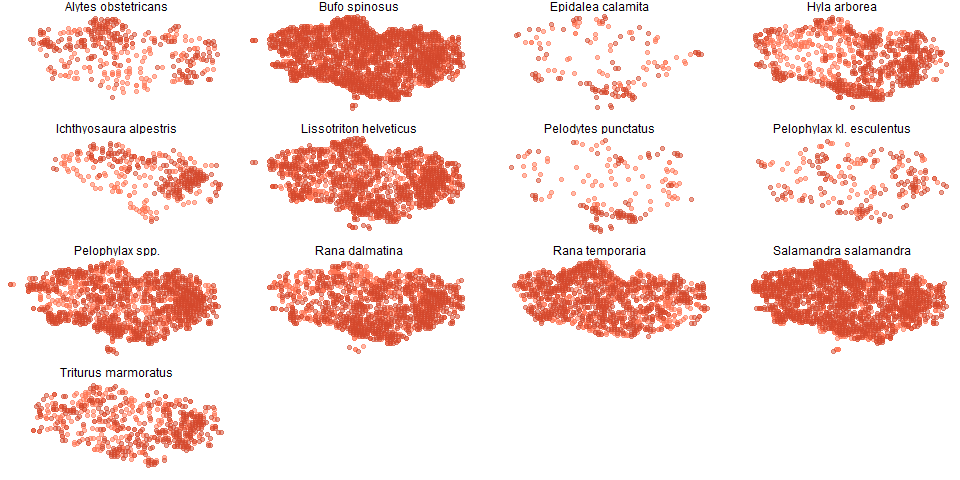 Alytes obstetricans
Bufo spinosus
Epidalea calamita
Hyla arborea
Ichthyosaura alpestris
Lissotriton helveticus
Pelodytes punctatus
Pelophylax kl. esculentus
Pelophylax spp.
Rana dalmatina
Rana temporaria
Salamandra salamandra
Triturus marmoratus